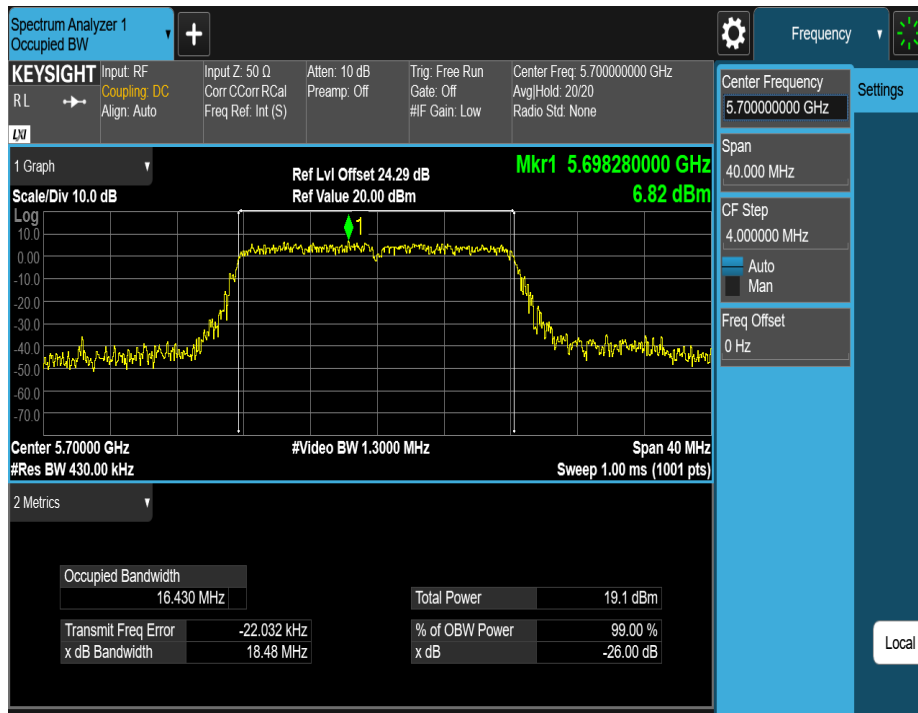 Spectrum Analyzer 1
Occupied BW
+
Frequency
KEYSIGHT
RL
LXI
Input: RF
Coupling: DC
Align: Auto
Input Z: 50 Ω
Corr CCorr RCal
Freq Ref: Int (S)
Atten: 10 dB
Preamp: Off
Trig: Free Run
Gate: Off
#IF Gain: Low
Center Freq: 5.700000000 GHz
Avg|Hold: 20/20
Radio Std: None
Center Frequency
5.700000000 GHz
Settings
Span
40.000 MHz
CF Step
4.000000 MHz
Auto
Man
Freq Offset
0 Hz
1 Graph
Scale/Div 10.0 dB
Ref Lvl Offset 24.29 dB
Ref Value 20.00 dBm
Mkr1 5.698280000 GHz
6.82 dBm
Log
10.0
0.00
-10.0
-20.0
-30.0
-40.0
-50.0
-60.0
-70.0
1
Center 5.70000 GHz
#Video BW 1.3000 MHz
Span 40 MHz
#Res BW 430.00 kHz
Sweep 1.00 ms (1001 pts)
2 Metrics
Occupied Bandwidth
16.430 MHz
Total Power 19.1 dBm
Transmit Freq Error -22.032 kHz
% of OBW Power 99.00 %
x dB Bandwidth 18.48 MHz
x dB -26.00 dB
Local